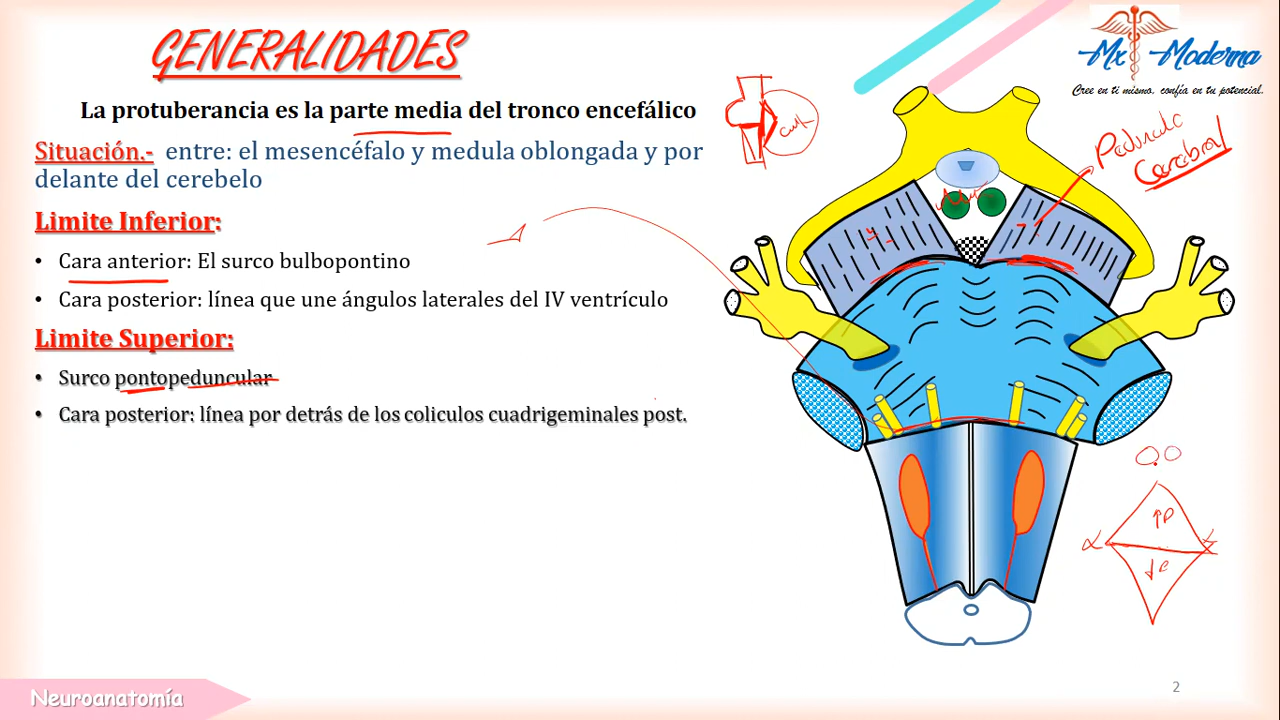 GENERALIDADES
La protuberancia es la parte media del tronco encefálico
Situación.- entre: el mesencéfalo y medula oblongada y por
delante del cerebelo
Limite Inferior:
• Cara anterior: El surco bulbopontino
• Cara posterior: línea que une ángulos laterales del IV ventrículo
Limite Superior:
• Surco pontopeduncular
• Cara posterior: línea por detrás de los coliculos cuadrigeminales post.
Mx Moderna
Cree en ti mismo, confía en tu potencial.
Pedunculo
Cerebral
Neuroanatomía
2